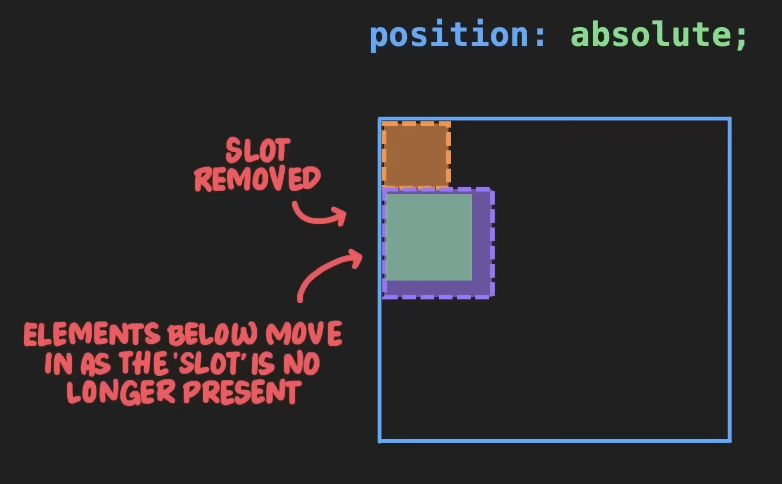 position: absolute;
SLOT
REMOVED
ELEMENTS BELOW MOVE
IN AS THE 'SLOT' IS NO
LONGER PRESENT